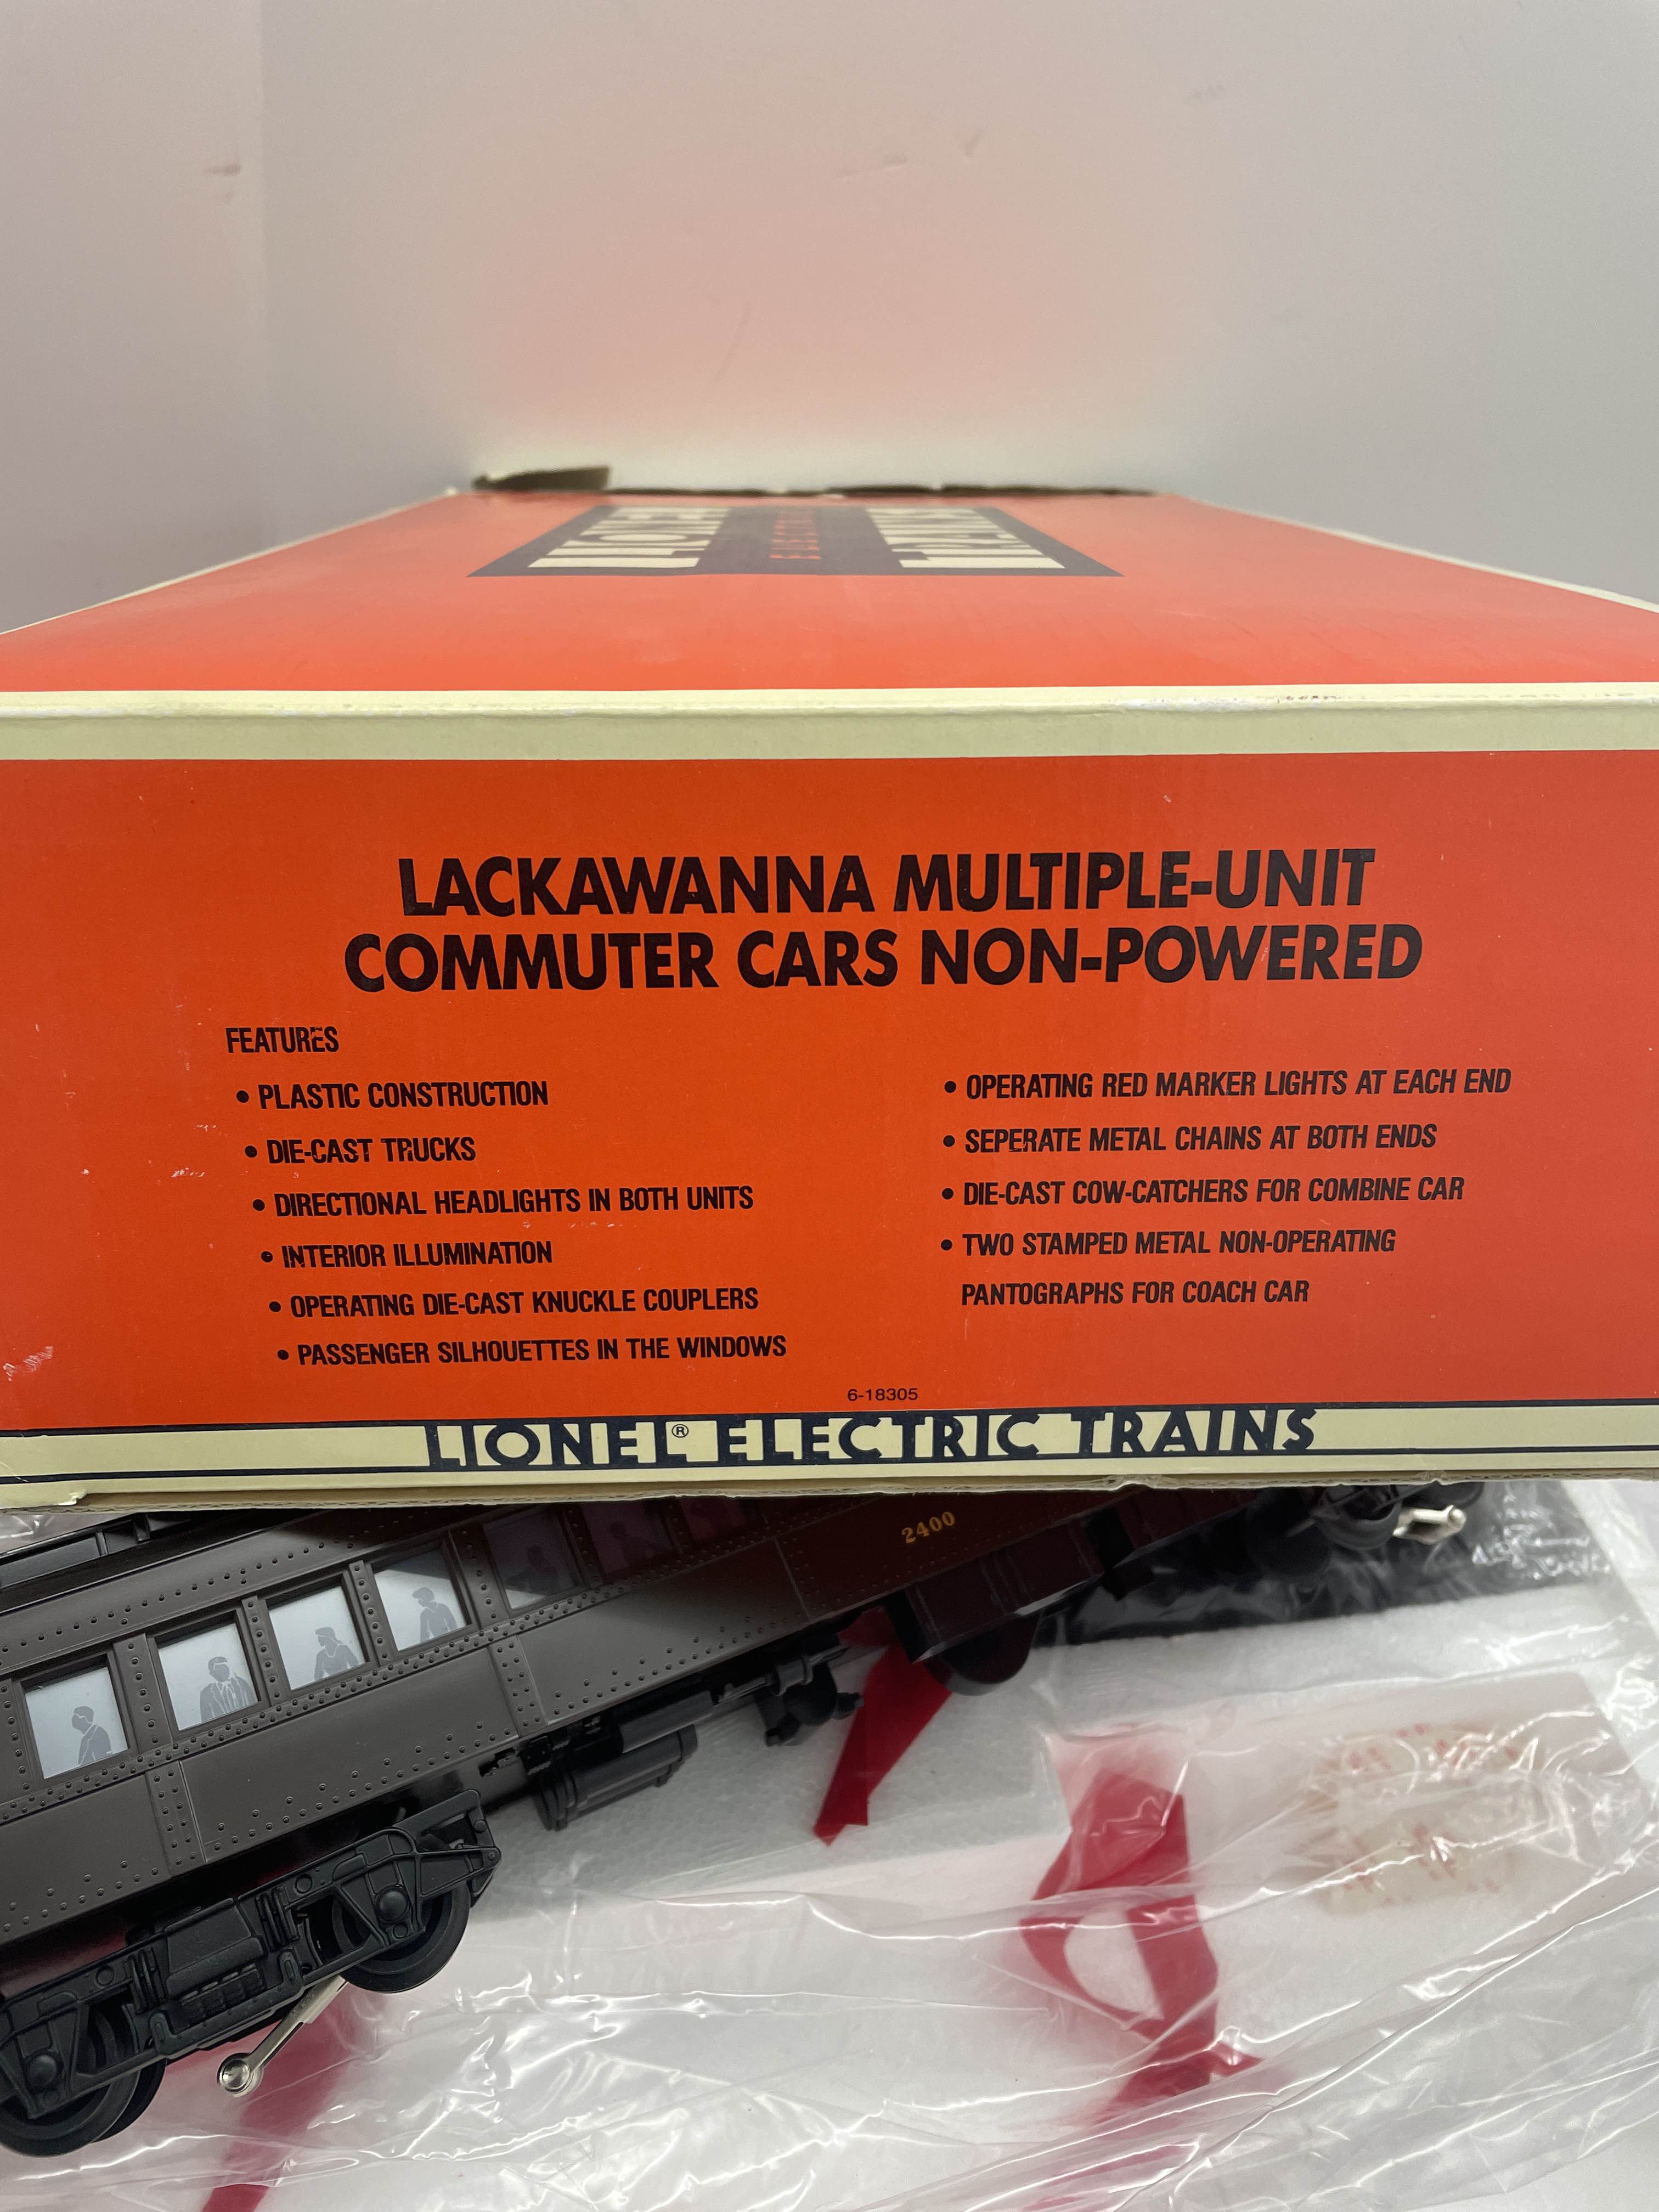 LIONEL
ELECTRIC
TRAINS
LACKAWANNA MULTIPLE-UNIT
COMMUTER CARS NON-POWERED
FEATURES
• PLASTIC CONSTRUCTION
• DIE-CAST TRUCKS
• DIRECTIONAL HEADLIGHTS IN BOTH UNITS
• INTERIOR ILLUMINATION
• OPERATING DIE-CAST KNUCKLE COUPLERS
• PASSENGER SILHOUETTES IN THE WINDOWS
• OPERATING RED MARKER LIGHTS AT EACH END
• SEPERATE METAL CHAINS AT BOTH ENDS
• DIE-CAST COW-CATCHERS FOR COMBINE CAR
• TWO STAMPED METAL NON-OPERATING
PANTOGRAPHS FOR COACH CAR
6-18305
LIONEL® ELECTRIC TRAINS
2400